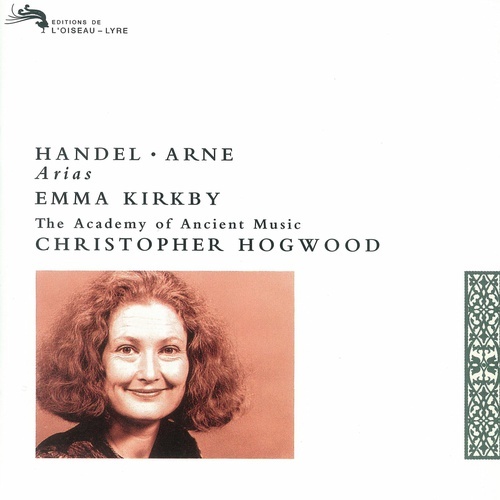 EDITIONS DE
L'OISEAU-LYRE
HANDEL · ARNE
Arias
EMMA KIRKBY
The Academy of Ancient Music
CHRISTOPHER HOGWOOD